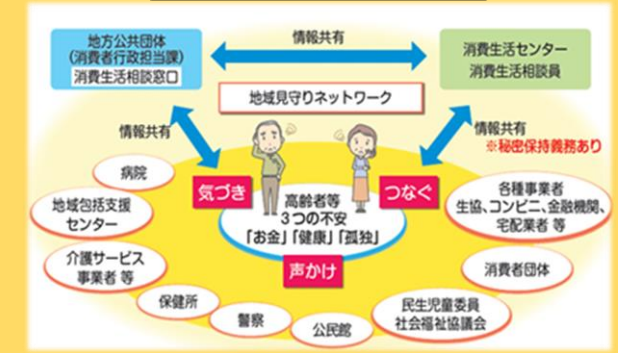 情報共有
地方公共団体
(消費者行政担当課)
消費生活相談窓口
消費生活センター
消費生活相談員
地域見守りネットワーク
情報共有
情報共有
※秘密保持義務あり
病院
気づき
つなぐ
高齢者等
3つの不安
「お金」「健康」「孤独」
各種事業者
生協、コンビニ、金融機関、
宅配業者 等
地域包括支援
センター
声かけ
介護サービス
事業者 等
消費者団体
保健所
警察
公民館
民生児童委員
社会福祉協議会